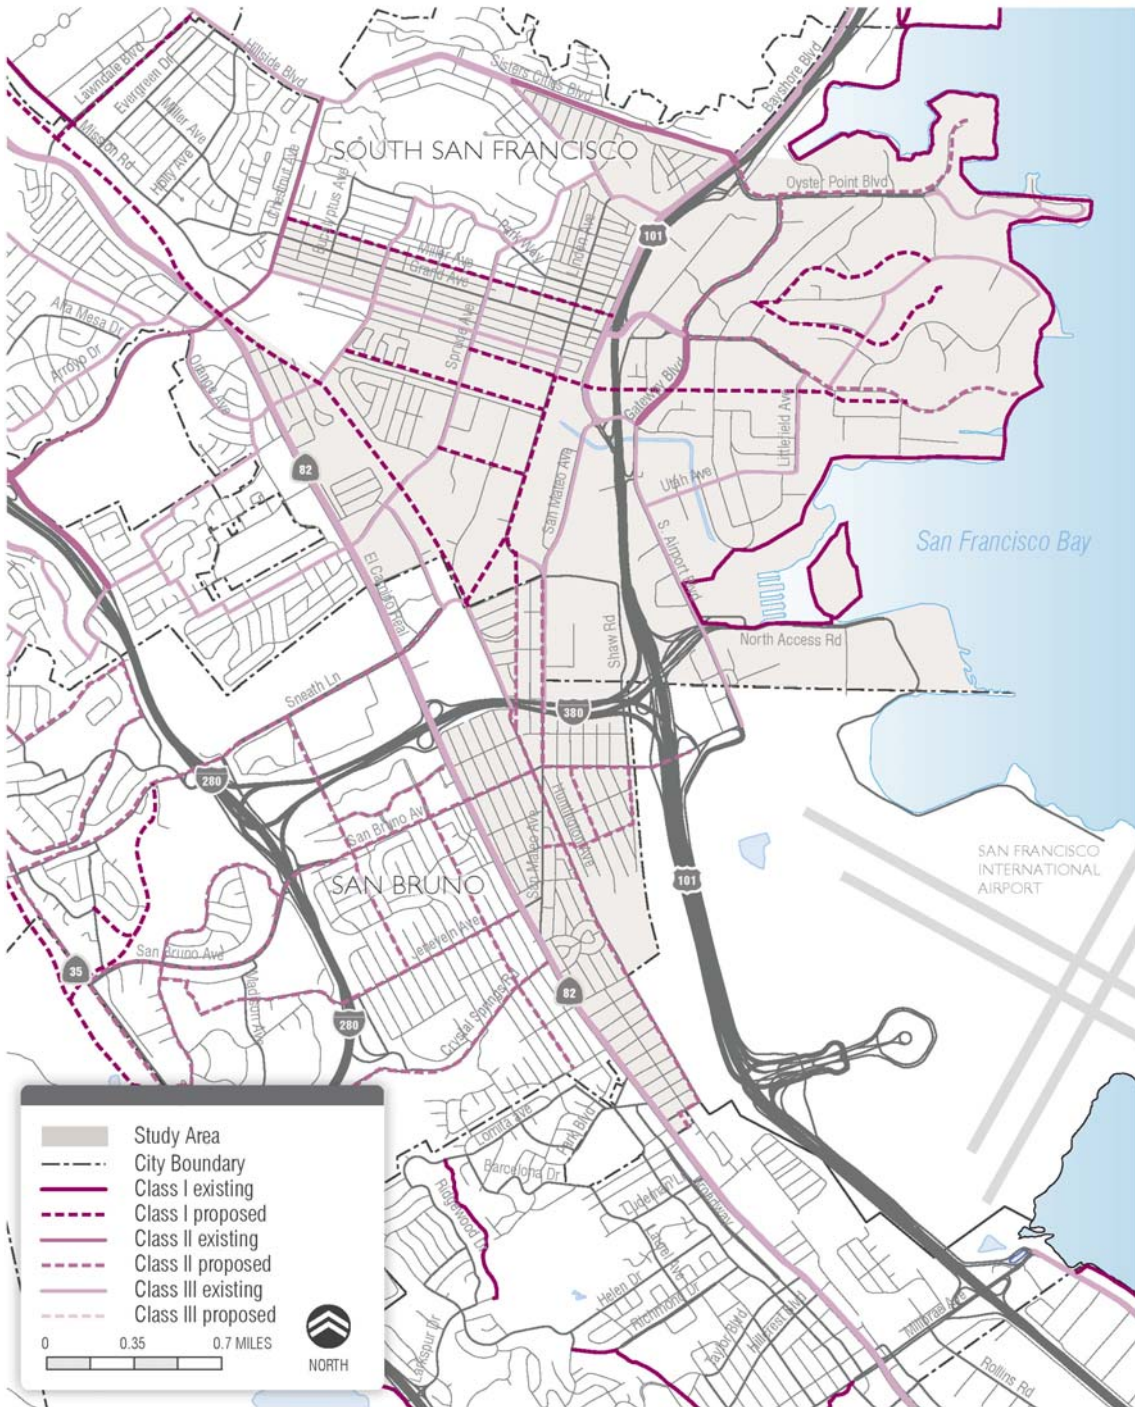 Lawndale Blvd
Evergreen Dr
Hillside Blvd
Sisters Cities Blvd
Bayshore Blvd
Miller Ave
Mission Rd
Holly Ave
Chestnut Ave
SOUTH SAN FRANCISCO
Eucalyptus Ave
Oyster Point Blvd
Park Way
Linden Ave
101
Miller Ave
Grand Ave
Alta Mesa Dr
Arroyo Dr
Spruce Ave
Orange Ave
Gateway Blvd
Littlefield Ave
82
San Mateo Ave
Utah Ave
S. Airport Blvd
San Francisco Bay
El Camino Real
Shaw Rd
North Access Rd
Sneath Ln
380
280
Huntington Ave
San Bruno Ave
San Mateo Ave
SAN FRANCISCO
INTERNATIONAL
AIRPORT
101
SAN BRUNO
Jenevein Ave
San Bruno Ave
35
Madison Ave
82
280
Crystal Springs Rd
Study Area
City Boundary
Class I existing
Class I proposed
Class II existing
Class II proposed
Class III existing
Class III proposed
0 0.35 0.7 MILES
NORTH
Lomita ave
Park Blvd
Barcelona Dr
Ridgewood Dr
Ludeman L
Laurel Ave
Helen Dr
Richmond Dr
Taylor Blvd
Hillcrest Blvd
Millbrae Ave
Rollins Rd
Larkspur Dr